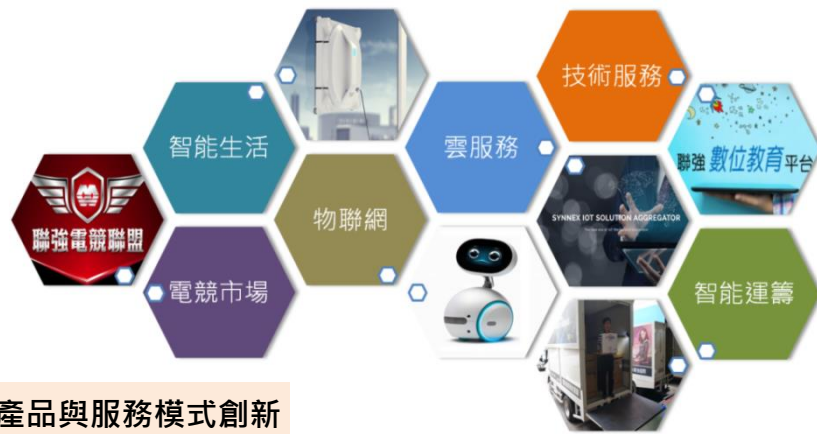 技術服務
智能生活
雲服務
聯強 數位教育平台
物聯網
SYNNEX IOT SOLUTION AGGREGATOR
聯強電競聯盟
電競市場
智能運籌
產品與服務模式創新